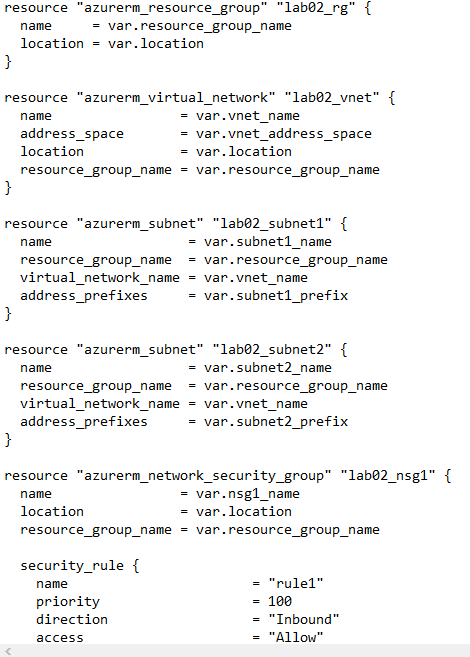 resource "azurerm_resource_group" "lab02_rg" {
  name     = var.resource_group_name
  location = var.location
}

resource "azurerm_virtual_network" "lab02_vnet" {
  name                = var.vnet_name
  address_space       = var.vnet_address_space
  location            = var.location
  resource_group_name = var.resource_group_name
}

resource "azurerm_subnet" "lab02_subnet1" {
  name                 = var.subnet1_name
  resource_group_name  = var.resource_group_name
  virtual_network_name = var.vnet_name
  address_prefixes     = var.subnet1_prefix
}

resource "azurerm_subnet" "lab02_subnet2" {
  name                 = var.subnet2_name
  resource_group_name  = var.resource_group_name
  virtual_network_name = var.vnet_name
  address_prefixes     = var.subnet2_prefix
}

resource "azurerm_network_security_group" "lab02_nsg1" {
  name                = var.nsg1_name
  location            = var.location
  resource_group_name = var.resource_group_name

  security_rule {
    name                       = "rule1"
    priority                   = 100
    direction                  = "Inbound"
    access                     = "Allow"